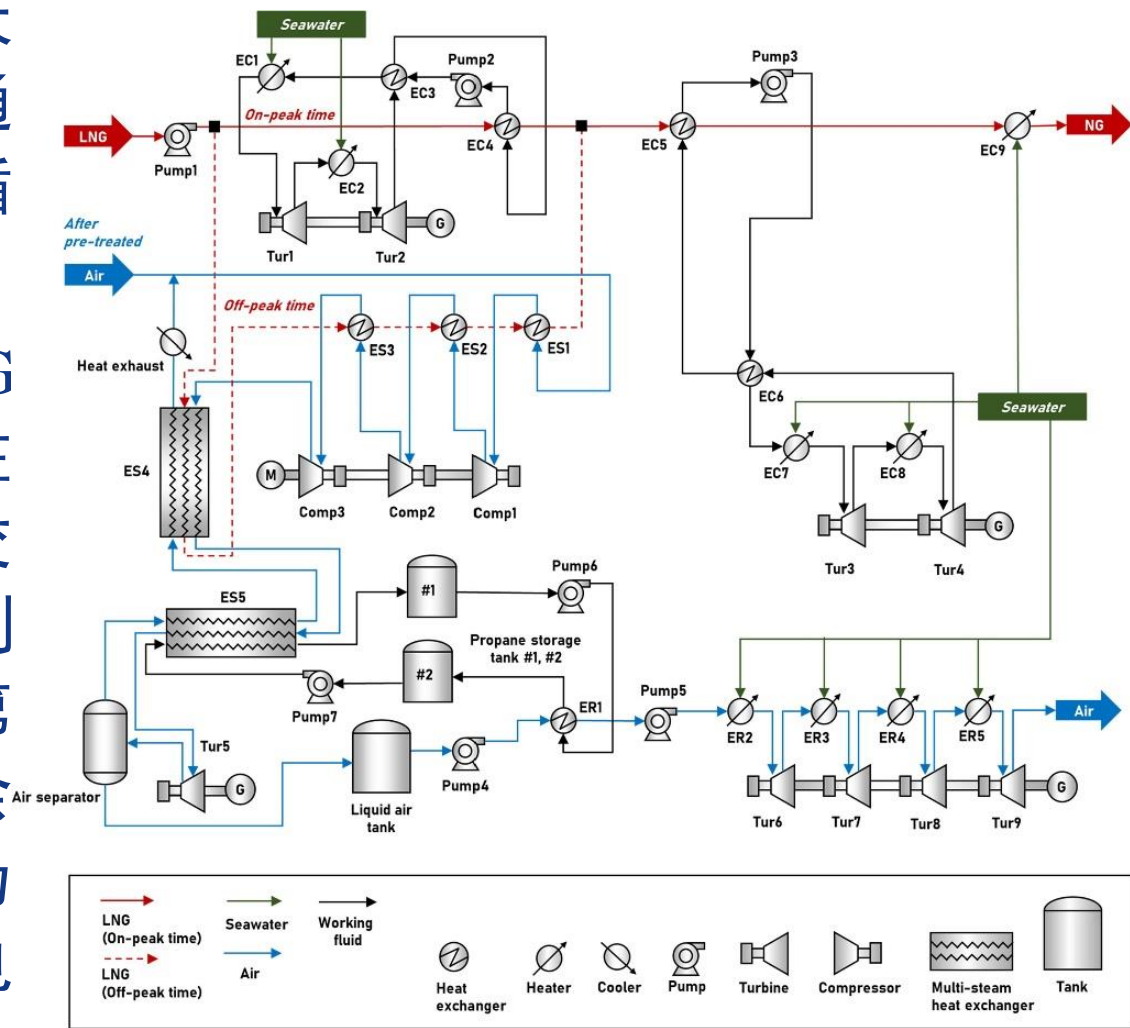 Seawater
EC1
Pump2
EC3
Pump3
LNG
On-peak time
NG
Pump1
EC4
EC5
EC9
EC2
After
pre-treated
Air
G
Tur1
Tur2
Off-peak time
Heat exhaust
ES3
ES2
ES1
EC6
Seawater
ES4
EC7
EC8
M
Comp3
Comp2
Comp1
G
Tur3
Tur4
ES5
#1
Pump6
Propane storage
tank #1, #2
#2
Pump7
ER1
Pump5
Air
ER2
ER3
ER4
ER5
Tur5
G
Air separator
Liquid air
tank
Pump4
G
Tur6
Tur7
Tur8
Tur9
LNG
(On-peak time)
Seawater
Working
fluid
LNG
(Off-peak time)
Air
Heat
exchanger
Heater
Cooler
Pump
Turbine
Compressor
Multi-steam
heat exchanger
Tank